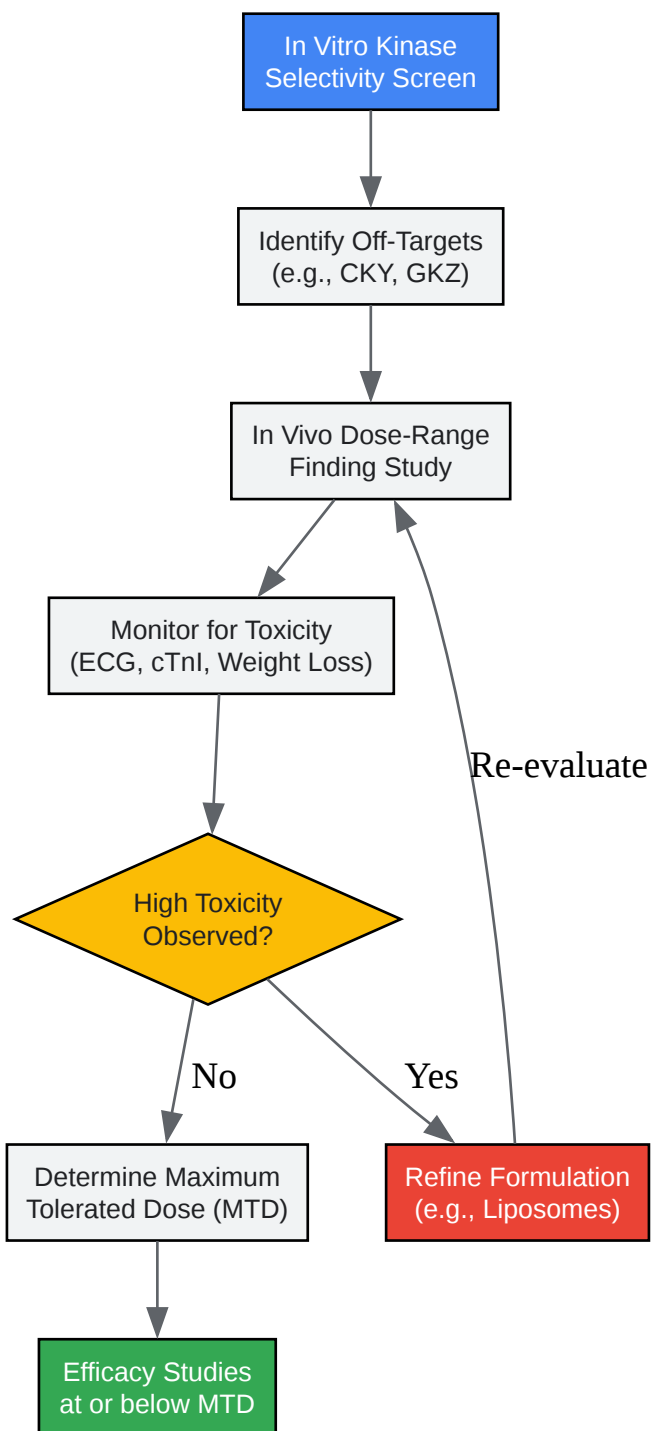 In Vitro Kinase
Selectivity Screen
Identify Off-Targets
(e.g., CKY, GKZ)
In Vivo Dose-Range
Finding Study
Monitor for Toxicity
(ECG, cTnI, Weight Loss)
Re-evaluate
High Toxicity
Observed?
No
Yes
Determine Maximum
Tolerated Dose (MTD)
Refine Formulation
(e.g., Liposomes)
Efficacy Studies
at or below MTD